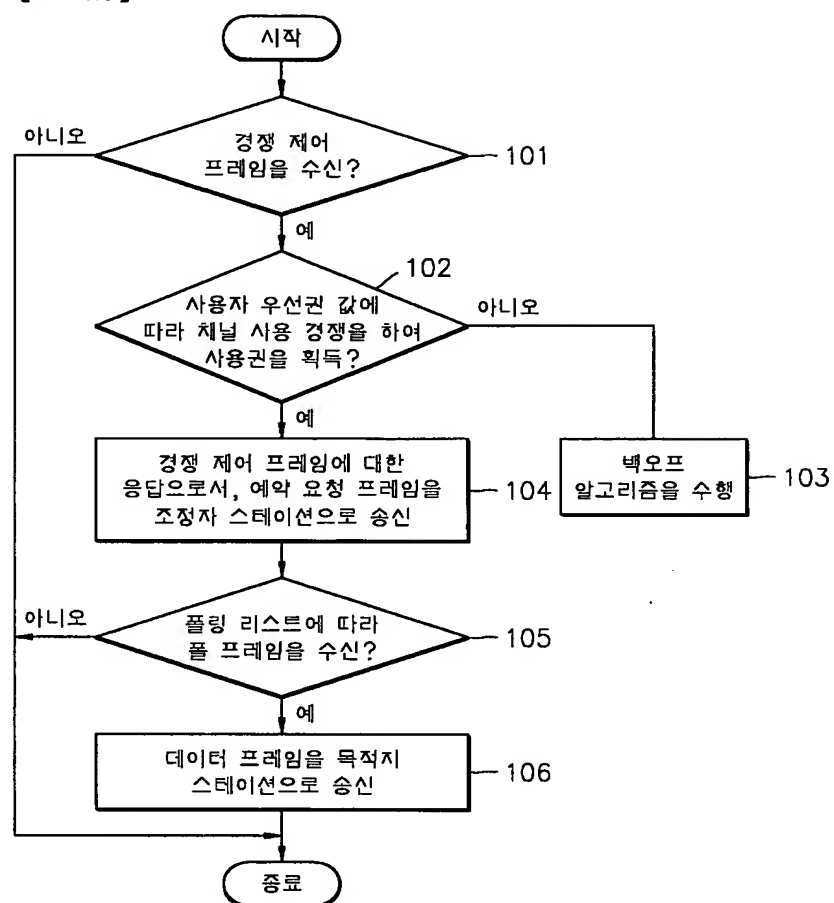 시작
아니오
경쟁 제어
프레임을 수신?
101
예
102
사용자 우선권 값에
따라 채널 사용 경쟁을 하여
사용권을 획득?
아니오
예
경쟁 제어 프레임에 대한
응답으로서, 예약 요청 프레임을
조정자 스테이션으로 송신
104
백오프
알고리즘을 수행
103
아니오
폴링 리스트에 따라
폴 프레임을 수신?
105
예
데이터 프레임을 목적지
스테이션으로 송신
106
종료